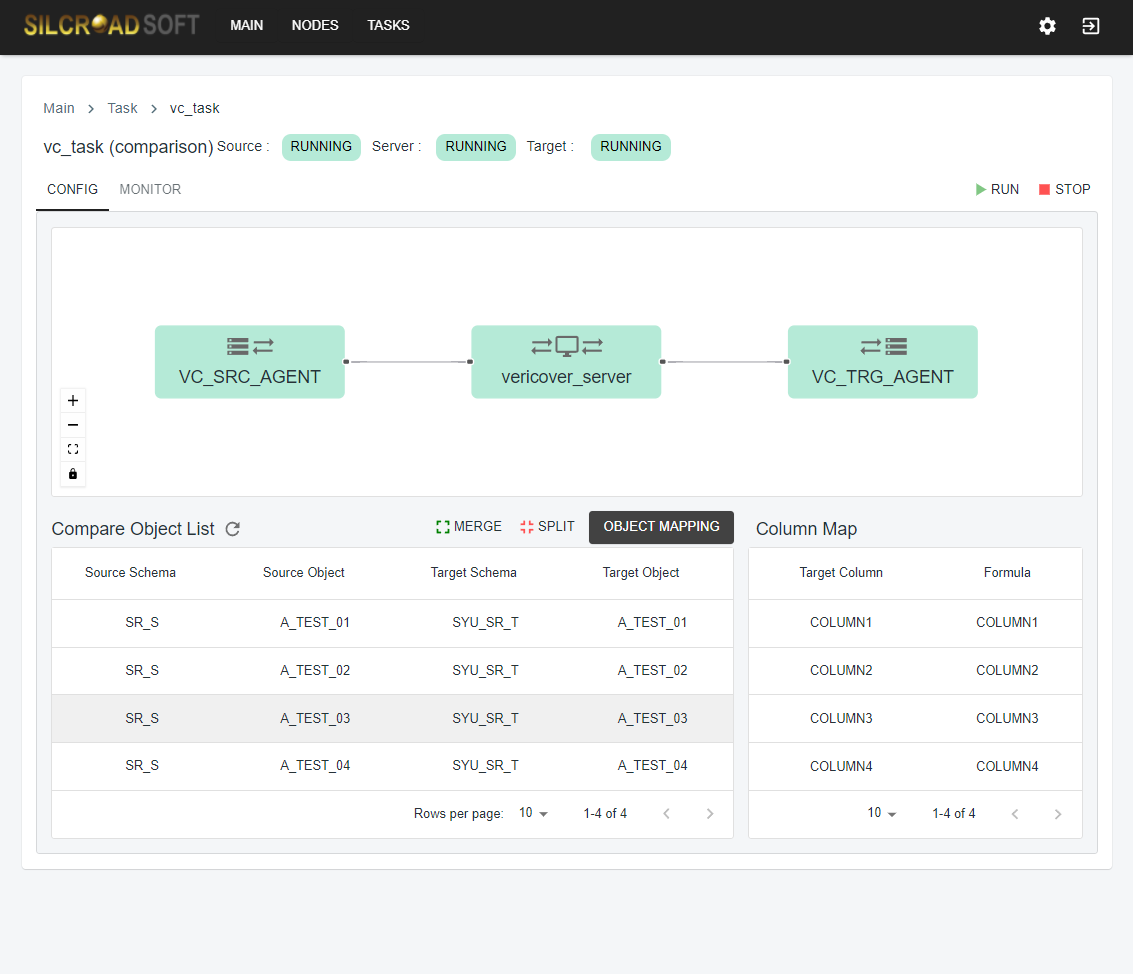 SILCROADSOFT MAIN NODES TASKS
Main > Task > vc_task
vc_task (comparison) Source : RUNNING Server : RUNNING Target : RUNNING
CONFIG MONITOR RUN STOP
VC_SRC_AGENT vericover_server VC_TRG_AGENT
Compare Object List MERGE SPLIT OBJECT MAPPING Column Map
Source Schema Source Object Target Schema Target Object Target Column Formula
SR_S A_TEST_01 SYU_SR_T A_TEST_01 COLUMN1 COLUMN1
SR_S A_TEST_02 SYU_SR_T A_TEST_02 COLUMN2 COLUMN2
SR_S A_TEST_03 SYU_SR_T A_TEST_03 COLUMN3 COLUMN3
SR_S A_TEST_04 SYU_SR_T A_TEST_04 COLUMN4 COLUMN4
Rows per page: 10 1-4 of 4 10 1-4 of 4